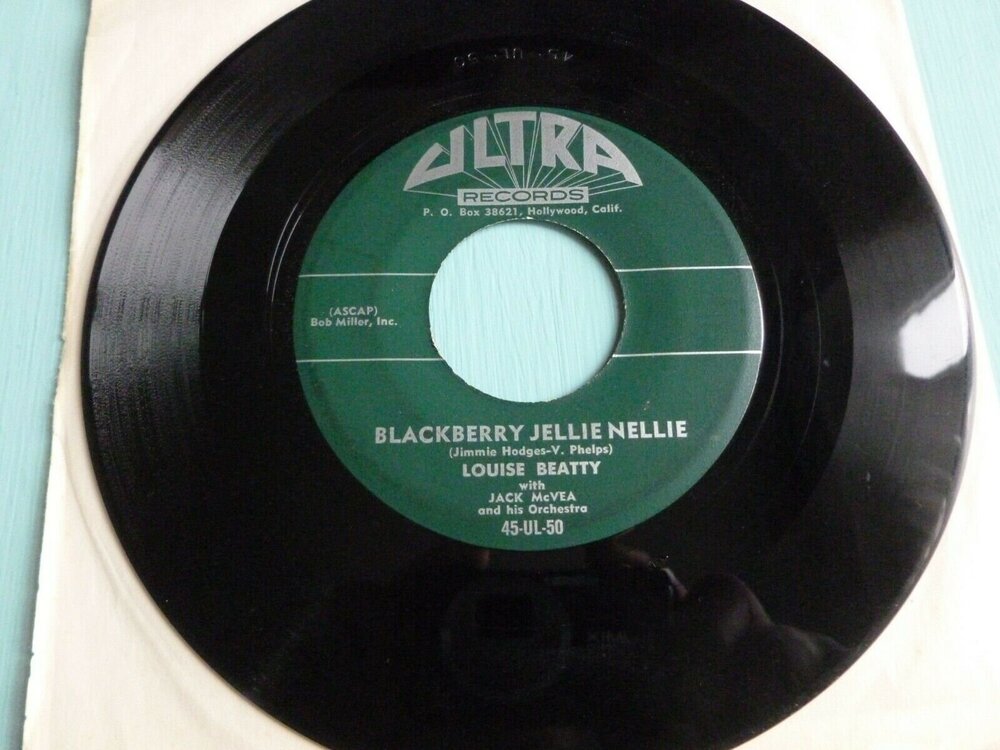 ULTRA
RECORDS
P. O. Box 38621, Hollywood, Calif.
(ASCAP)
Bob Miller, Inc.
BLACKBERRY JELLIE NELLIE
(Jimmie Hodges-V. Phelps)
LOUISE BEATTY
with
JACK McVEA
and his Orchestra
45-UL-50